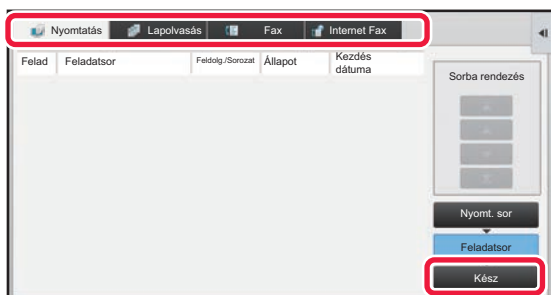 Nyomtatás Lapolvasás Fax Internet Fax
Felad Feladatsor Feldolg./Sorozat Állapot Kezdés
dátuma
Sorba rendezés
Nyomt. sor
Feladatsor
Kész